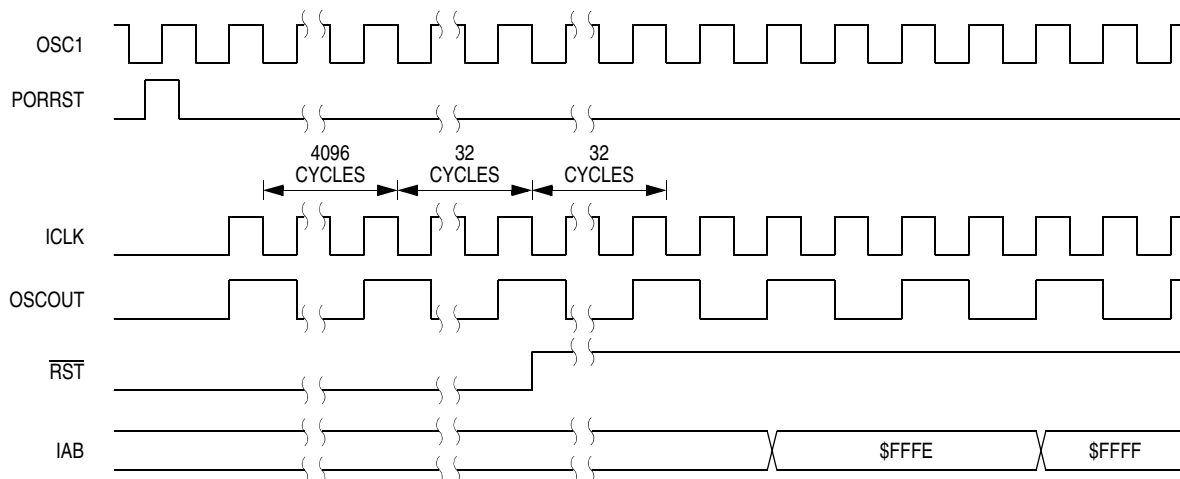 OSC1
PORRST
4096
CYCLES
32
CYCLES
32
CYCLES
ICLK
OSCOUT
RST
IAB
$FFFE
$FFFF